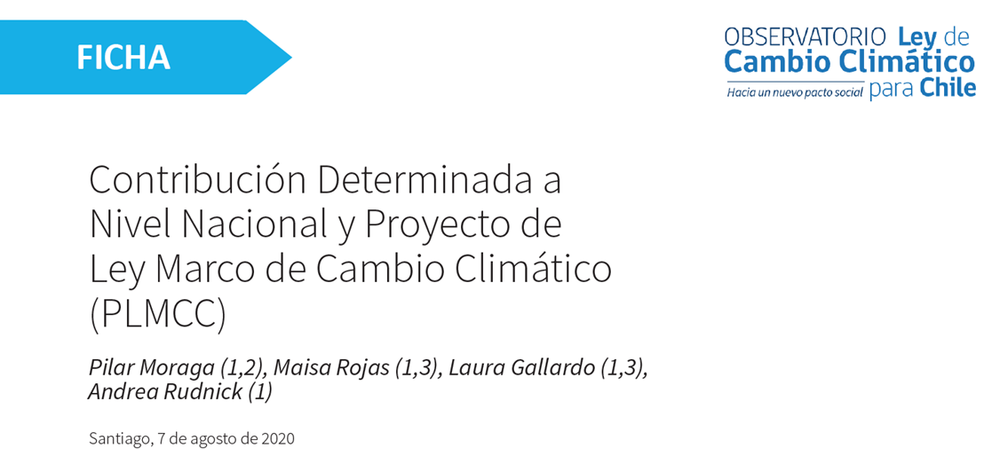 FICHA
OBSERVATORIO Ley de
Cambio Climático
Hacia un nuevo pacto social para Chile
Contribución Determinada a
Nivel Nacional y Proyecto de
Ley Marco de Cambio Climático
(PLMCC)
Pilar Moraga (1,2), Maisa Rojas (1,3), Laura Gallardo (1,3),
Andrea Rudnick (1)
Santiago, 7 de agosto de 2020